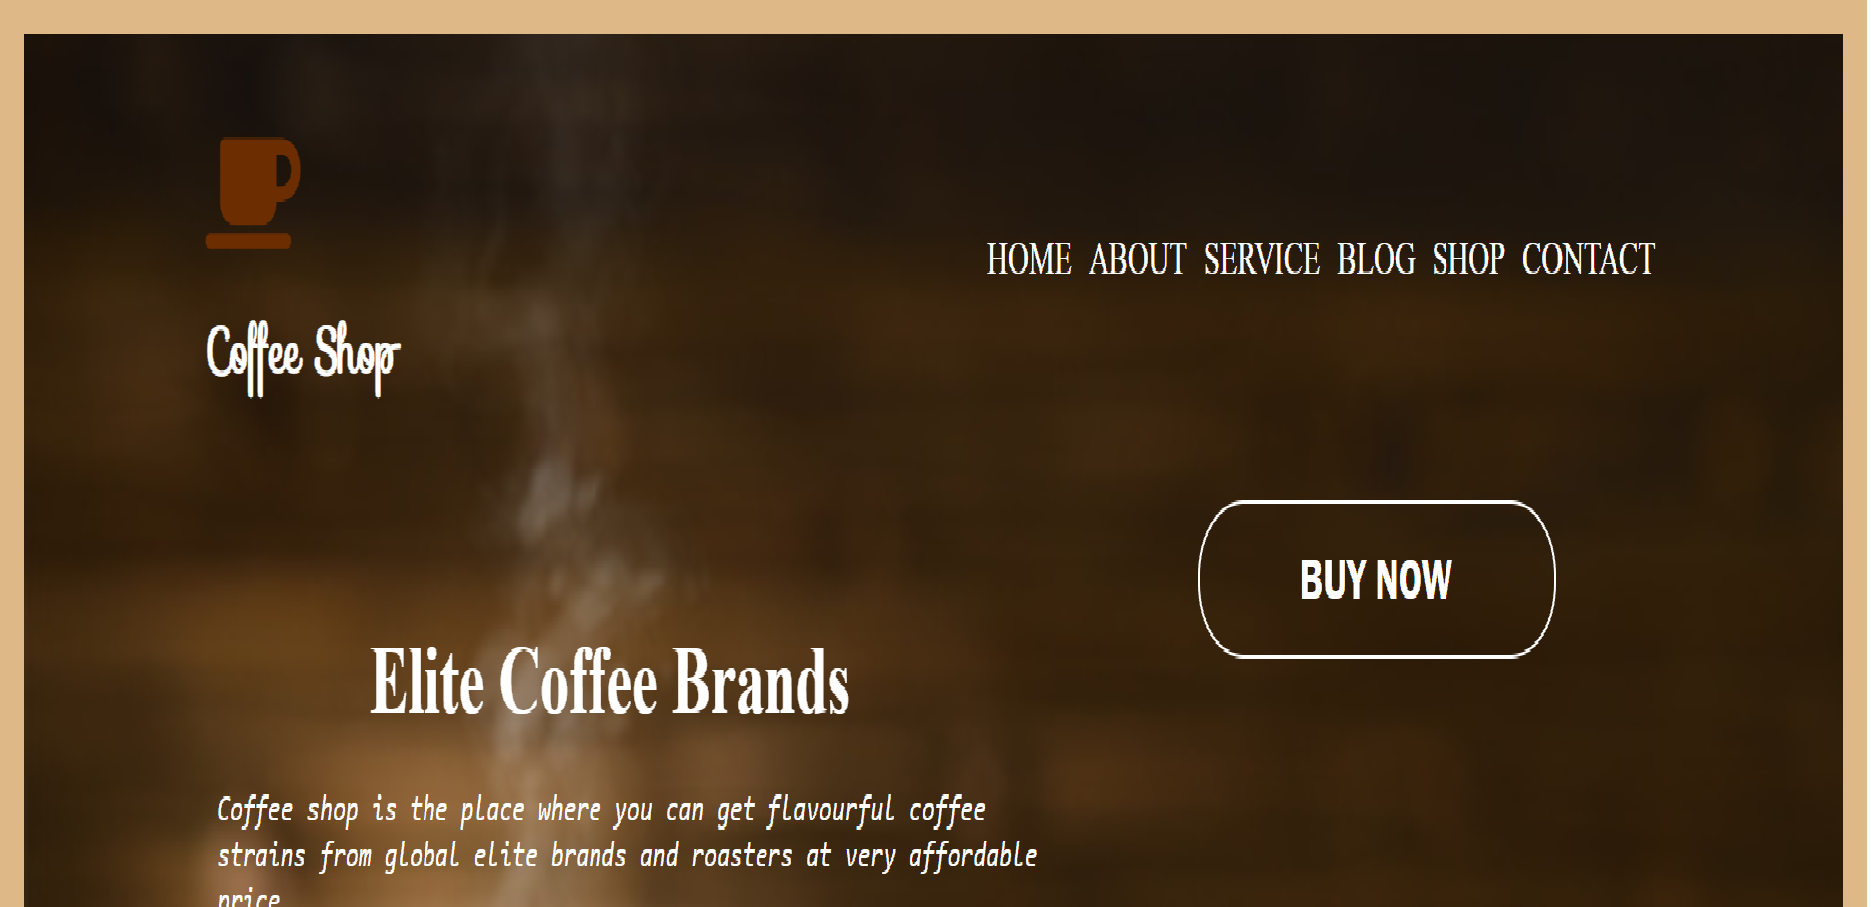 HOME ABOUT SERVICE BLOG SHOP CONTACT
Coffee Shop
BUY NOW
Elite Coffee Brands
Coffee shop is the place where you can get flavourful coffee
strains from global elite brands and roasters at very affordable
price